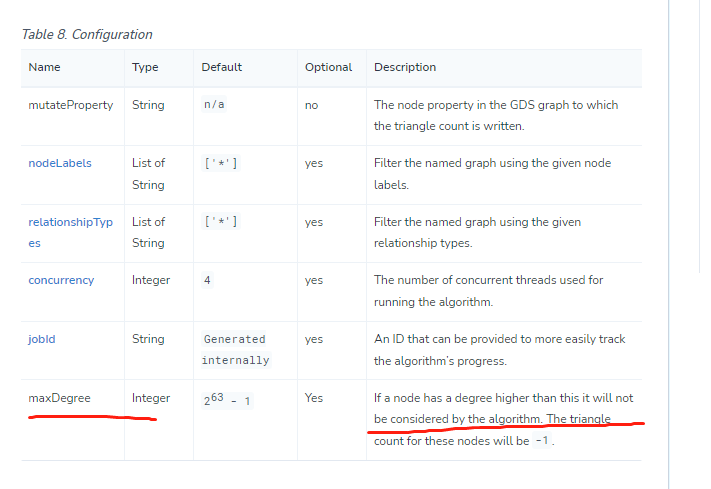 Table 8. Configuration
Name Type Default Optional Description
mutateProperty String n/a no The node property in the GDS graph to which
the triangle count is written.
nodeLabels List of ['*'] yes Filter the named graph using the given node
String labels.
relationshipTyp List of ['*'] yes Filter the named graph using the given
es String relationship types.
concurrency Integer 4 yes The number of concurrent threads used for
running the algorithm.
jobId String Generated yes An ID that can be provided to more easily track
internally the algorithm's progress.
maxDegree Integer 2⁶³ - 1 Yes If a node has a degree higher than this it will not
be considered by the algorithm. The triangle
count for these nodes will be -1.